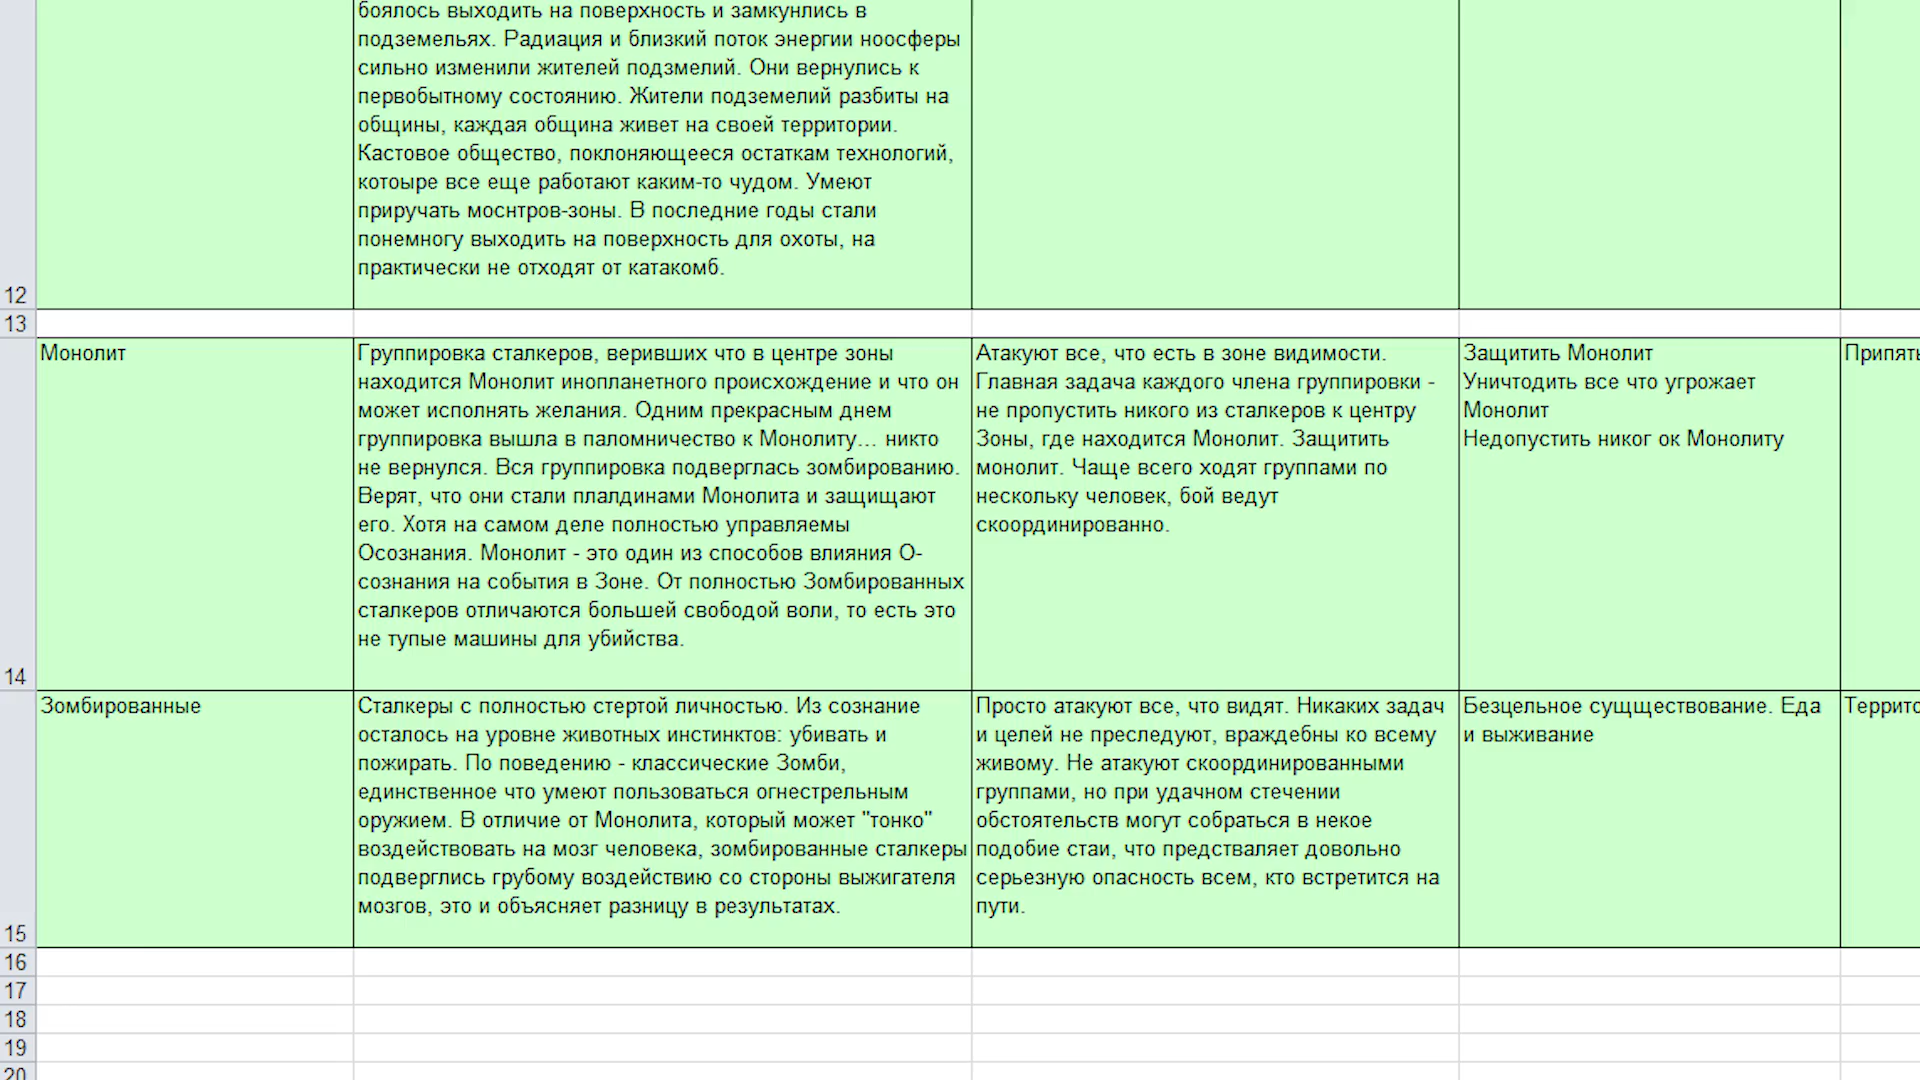 боялось выходить на поверхность и замкунлись в
подземельях. Радиация и близкий поток энергии ноосферы
сильно изменили жителей подзмелий. Они вернулись к
первобытному состоянию. Жители подземелий разбиты на
общины, каждая община живет на своей территории.
Кастовое общество, поклоняющееся остаткам технологий,
котоыре все еще работают каким-то чудом. Умеют
приручать моснтров-зоны. В последние годы стали
понемногу выходить на поверхность для охоты, на
практически не отходят от катакомб.
12
13
Монолит
Группировка сталкеров, веривших что в центре зоны
находится Монолит инопланетного происхождение и что он
может исполнять желания. Одним прекрасным днем
группировка вышла в паломничество к Монолиту... никто
не вернулся. Вся группировка подверглась зомбированию.
Верят, что они стали плалдинами Монолита и защищают
его. Хотя на самом деле полностью управляемы
Осознания. Монолит - это один из способов влияния О-
сознания на события в Зоне. От полностью Зомбированных
сталкеров отличаются большей свободой воли, то есть это
не тупые машины для убийства.
Атакуют все, что есть в зоне видимости.
Главная задача каждого члена группировки -
не пропустить никого из сталкеров к центру
Зоны, где находится Монолит. Защитить
монолит. Чаще всего ходят группами по
нескольку человек, бой ведут
скоординированно.
Защитить Монолит
Уничтодить все что угрожает
Монолит
Недопустить никог ок Монолиту
Припять
14
Зомбированные
Сталкеры с полностью стертой личностью. Из сознание
осталось на уровне животных инстинктов: убивать и
пожирать. По поведению - классические Зомби,
единственное что умеют пользоваться огнестрельным
оружием. В отличие от Монолита, который может "тонко"
воздействовать на мозг человека, зомбированные сталкеры
подверглись грубому воздействию со стороны выжигателя
мозгов, это и объясняет разницу в результатах.
Просто атакуют все, что видят. Никаких задач
и целей не преследуют, враждебны ко всему
живому. Не атакуют скоординированными
группами, но при удачном стечении
обстоятельств могут собраться в некое
подобие стаи, что предстваляет довольно
серьезную опасность всем, кто встретится на
пути.
Безцельное сущществование. Еда
и выживание
Террито
15
16
17
18
19
20